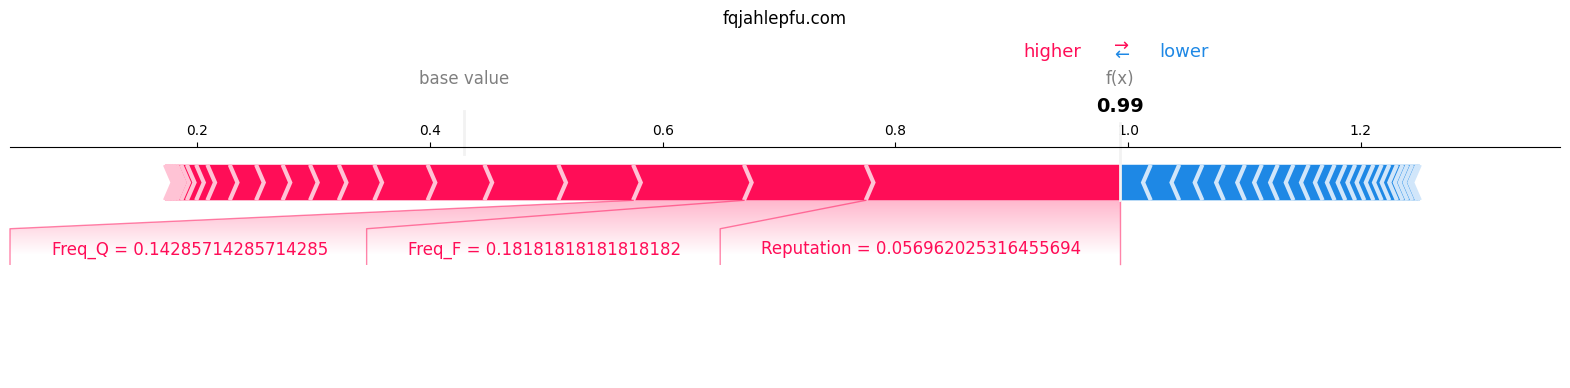 fqjahlepfu.com
higher → ← lower
base value f(x)
0.99
0.2 0.4 0.6 0.8 1.0 1.2
Freq_Q = 0.14285714285714285 Freq_F = 0.18181818181818182 Reputation = 0.056962025316455694